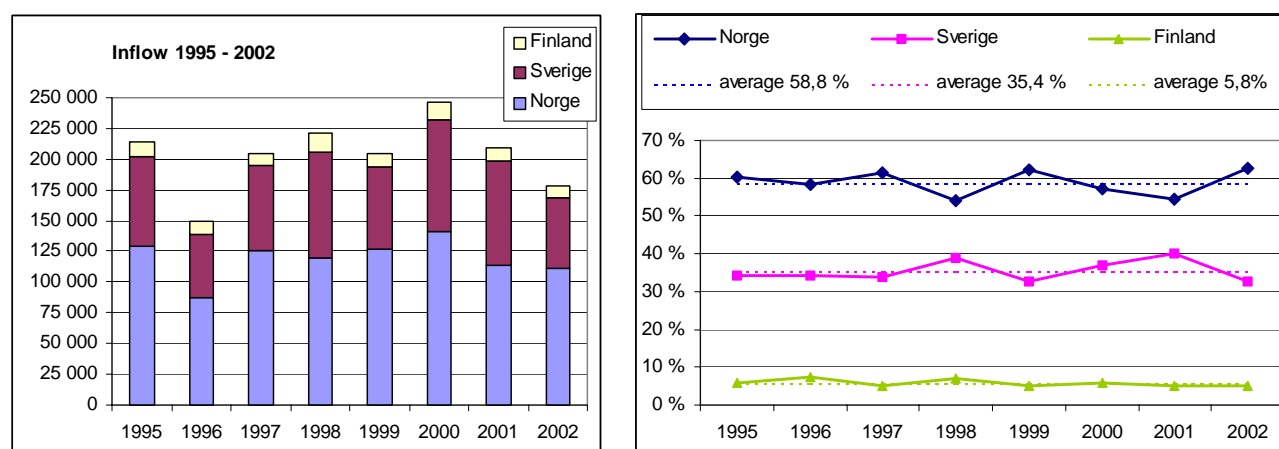 Inflow 1995 - 2002
Finland
Sverige
Norge
250 000
225 000
200 000
175 000
150 000
125 000
100 000
75 000
50 000
25 000
0
1995 1996 1997 1998 1999 2000 2001 2002
Norge Sverige Finland
average 58,8 % average 35,4 % average 5,8%
70 %
60 %
50 %
40 %
30 %
20 %
10 %
0 %
1995 1996 1997 1998 1999 2000 2001 2002